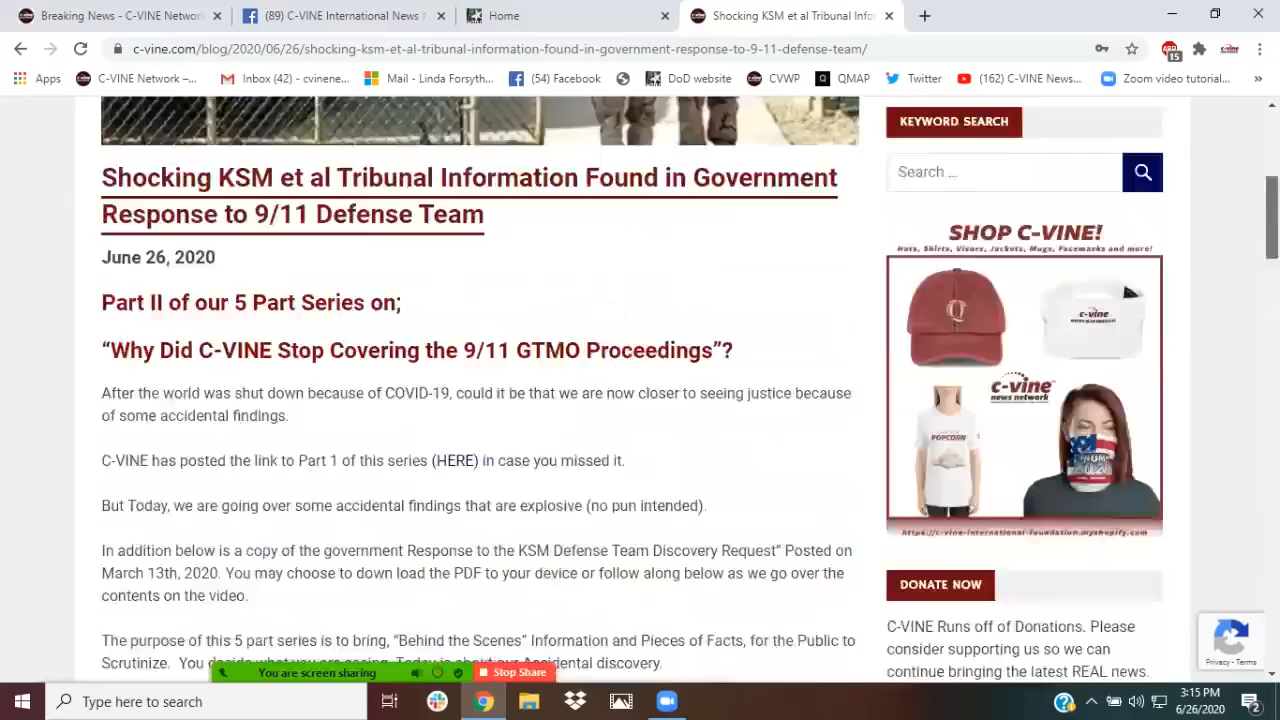 Breaking News - C-VINE Network
(89) C-VINE International News
Home
Shocking KSM et al Tribunal Info
c-vine.com/blog/2020/06/26/shocking-ksm-et-al-tribunal-information-found-in-government-response-to-9-11-defense-team/
15
Apps
C-VINE Network –...
Inbox (42) - cvinene...
Mail - Linda Forsyth...
(54) Facebook
DoD website
CVWP
QMAP
Twitter
(162) C-VINE News...
Zoom video tutorial...
Shocking KSM et al Tribunal Information Found in Government
Response to 9/11 Defense Team
June 26, 2020
Part II of our 5 Part Series on;
“Why Did C-VINE Stop Covering the 9/11 GTMO Proceedings”?
After the world was shut down because of COVID-19, could it be that we are now closer to seeing justice because
of some accidental findings.
C-VINE has posted the link to Part 1 of this series (HERE) in case you missed it.
But Today, we are going over some accidental findings that are explosive (no pun intended).
In addition below is a copy of the government Response to the KSM Defense Team Discovery Request” Posted on
March 13th, 2020. You may choose to down load the PDF to your device or follow along below as we go over the
contents on the video.
The purpose of this 5 part series is to bring, “Behind the Scenes” Information and Pieces of Facts, for the Public to
Scrutinize. You decide what you are seeing. Today is about our Accidental discovery.
KEYWORD SEARCH
Search …
SHOP C-VINE!
Hats, Shirts, Visors, Jackets, Mugs, Facemasks and more!
Q
c-vine
c-vine
news network
POPCORN
https://c-vine-international-foundation.myshopify.com
DONATE NOW
C-VINE Runs off of Donations. Please
consider supporting us so we can
continue bringing the latest REAL news.
Privacy - Terms
You are screen sharing
Stop Share
Type here to search
3:15 PM
6/26/2020
2